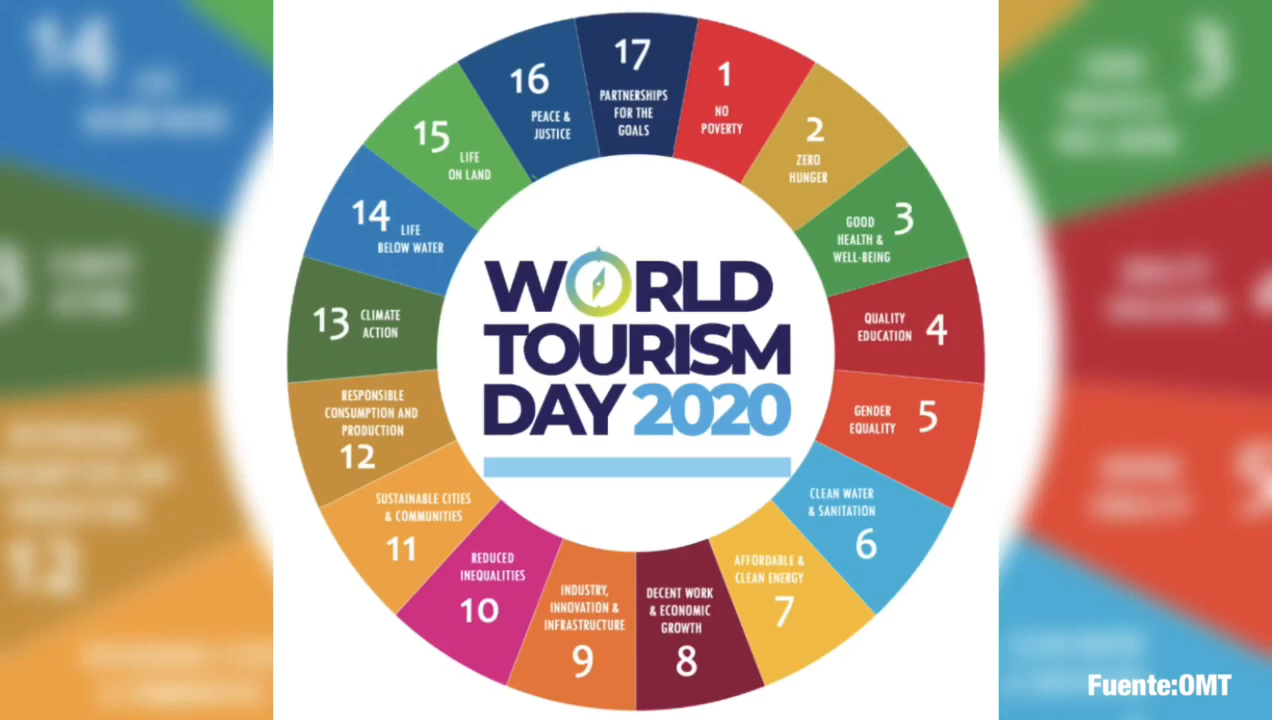 17
PARTNERSHIPS
FOR THE
GOALS
1
NO
POVERTY
2
ZERO
HUNGER
3
GOOD
HEALTH &
WELL-BEING
4
QUALITY
EDUCATION
5
GENDER
EQUALITY
CLEAN WATER
& SANITATION
6
AFFORDABLE &
CLEAN ENERGY
7
DECENT WORK
& ECONOMIC
GROWTH
8
INDUSTRY,
INNOVATION &
INFRASTRUCTURE
9
REDUCED
INEQUALITIES
10
SUSTAINABLE CITIES
& COMMUNITIES
11
RESPONSIBLE
CONSUMPTION AND
PRODUCTION
12
13
CLIMATE
ACTION
14
LIFE
BELOW WATER
15
LIFE
ON LAND
16
PEACE &
JUSTICE
WORLD
TOURISM
DAY 2020
14
3
12
Fuente:OMT